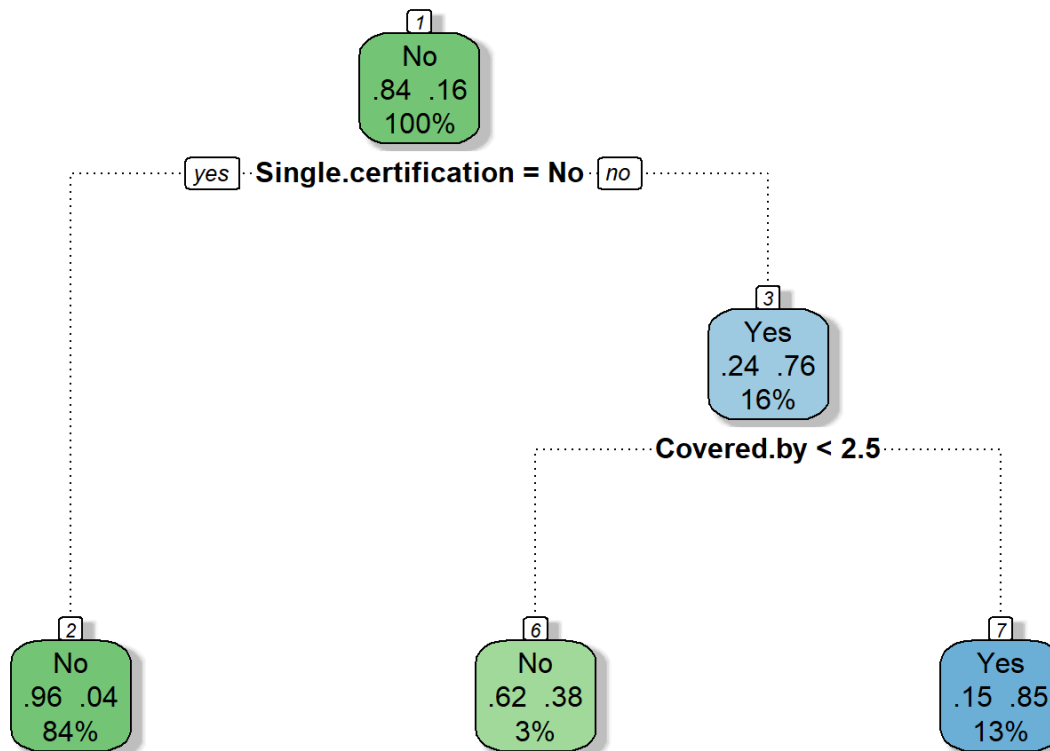 1
No
.84 .16
100%
yes Single.certification = No no
3
Yes
.24 .76
16%
Covered.by < 2.5
2
No
.96 .04
84%
6
No
.62 .38
3%
7
Yes
.15 .85
13%